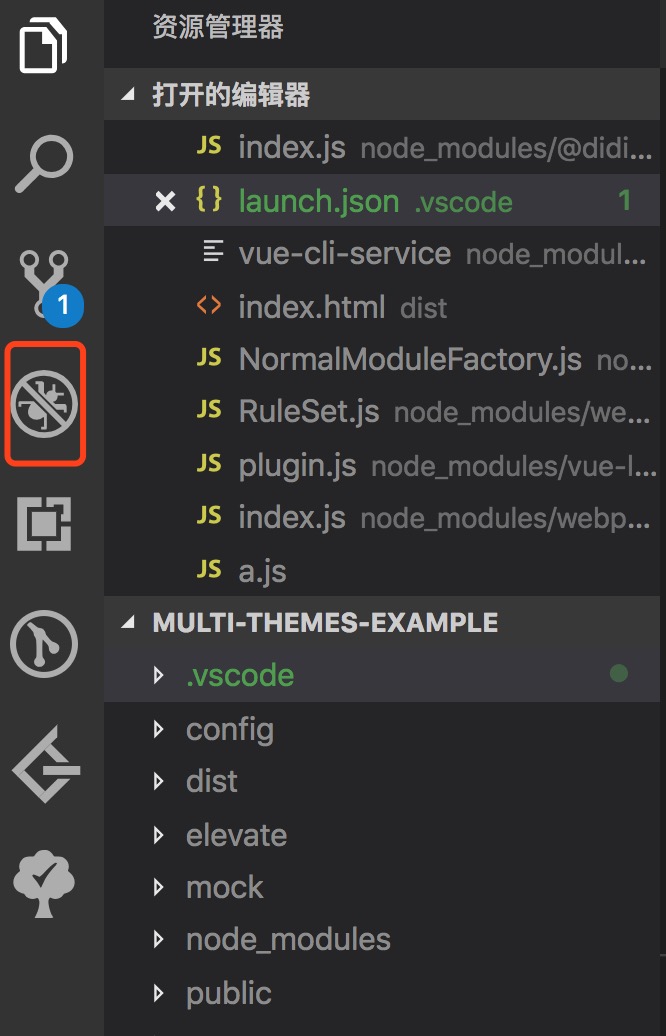 资源管理器
打开的编辑器
JS index.js node_modules/@didi...
{} launch.json .vscode 1
vue-cli-service node_modul...
1
<> index.html dist
JS NormalModuleFactory.js no...
JS RuleSet.js node_modules/we...
JS plugin.js node_modules/vue-l...
JS index.js node_modules/webp...
JS a.js
MULTI-THEMES-EXAMPLE
.vscode
config
dist
elevate
mock
node_modules
public